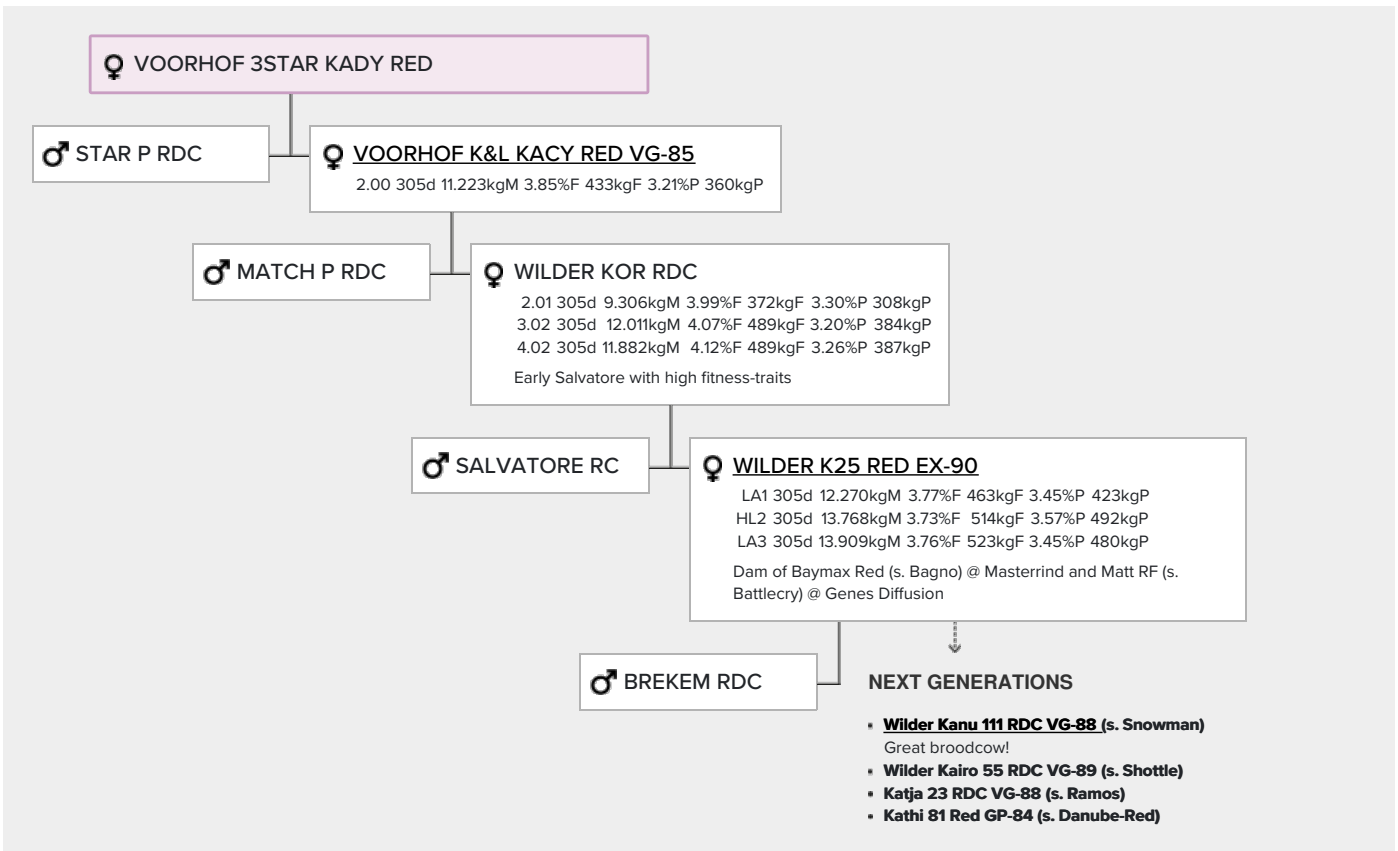 VOORHOF 3STAR KADY RED
STAR P RDC
VOORHOF K&L KACY RED VG-85
2.00 305d 11.223kgM 3.85%F 433kgF 3.21%P 360kgP
MATCH P RDC
WILDER KOR RDC
2.01 305d 9.306kgM 3.99%F 372kgF 3.30%P 308kgP
3.02 305d 12.011kgM 4.07%F 489kgF 3.20%P 384kgP
4.02 305d 11.882kgM 4.12%F 489kgF 3.26%P 387kgP
Early Salvatore with high fitness-traits
SALVATORE RC
WILDER K25 RED EX-90
LA1 305d 12.270kgM 3.77%F 463kgF 3.45%P 423kgP
HL2 305d 13.768kgM 3.73%F 514kgF 3.57%P 492kgP
LA3 305d 13.909kgM 3.76%F 523kgF 3.45%P 480kgP
Dam of Baymax Red (s. Bagno) @ Masterrind and Matt RF (s.
Battlecry) @ Genes Diffusion
BREKEM RDC
NEXT GENERATIONS
▪ Wilder Kanu 111 RDC VG-88 (s. Snowman)
Great broodcow!
▪ Wilder Kairo 55 RDC VG-89 (s. Shottle)
▪ Katja 23 RDC VG-88 (s. Ramos)
▪ Kathi 81 Red GP-84 (s. Danube-Red)